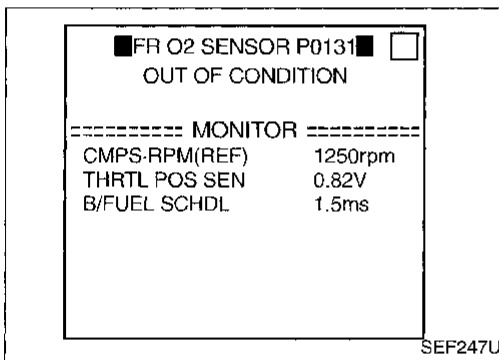 FR O2 SENSOR P0131
OUT OF CONDITION
========= MONITOR =========
CMPS-RPM(REF) 1250rpm
THRTL POS SEN 0.82V
B/FUEL SCHDL 1.5ms
SEF247U